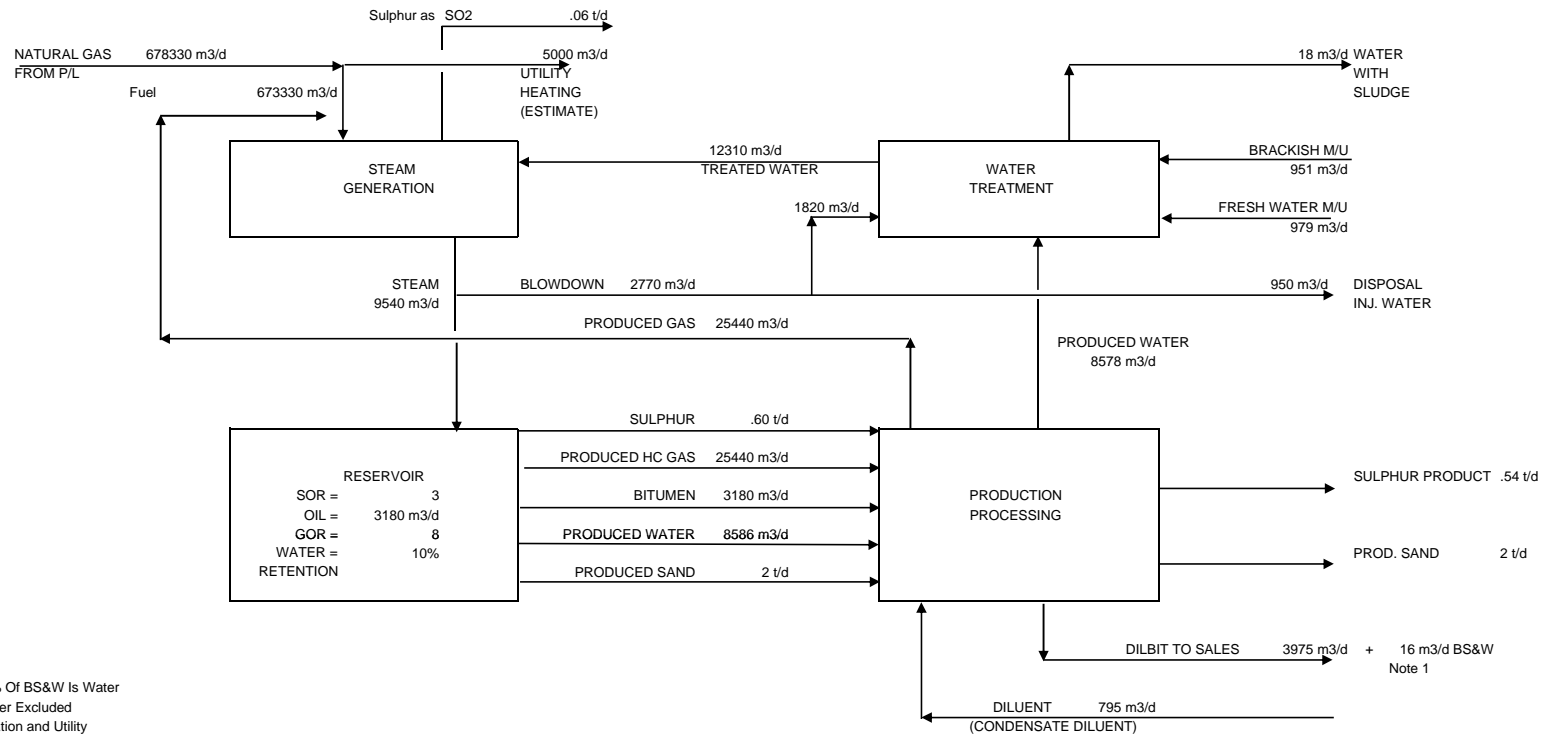 Sulphur as SO2 .06 t/d
NATURAL GAS 678330 m3/d
FROM P/L
5000 m3/d
UTILITY
HEATING
(ESTIMATE)
18 m3/d WATER
WITH
SLUDGE
Fuel 673330 m3/d
STEAM
GENERATION
12310 m3/d
TREATED WATER
WATER
TREATMENT
BRACKISH M/U
951 m3/d
1820 m3/d
FRESH WATER M/U
979 m3/d
STEAM
9540 m3/d
BLOWDOWN 2770 m3/d
950 m3/d DISPOSAL
INJ. WATER
PRODUCED GAS 25440 m3/d
PRODUCED WATER
8578 m3/d
RESERVOIR
SOR = 3
OIL = 3180 m3/d
GOR = 8
WATER = 10%
RETENTION
SULPHUR .60 t/d
PRODUCED HC GAS 25440 m3/d
BITUMEN 3180 m3/d
PRODUCED WATER 8586 m3/d
PRODUCED SAND 2 t/d
PRODUCTION
PROCESSING
SULPHUR PRODUCT .54 t/d
PROD. SAND 2 t/d
DILBIT TO SALES 3975 m3/d + 16 m3/d BS&W
Note 1
DILUENT 795 m3/d
(CONDENSATE DILUENT)
Of BS&W Is Water
er Excluded
tion and Utility